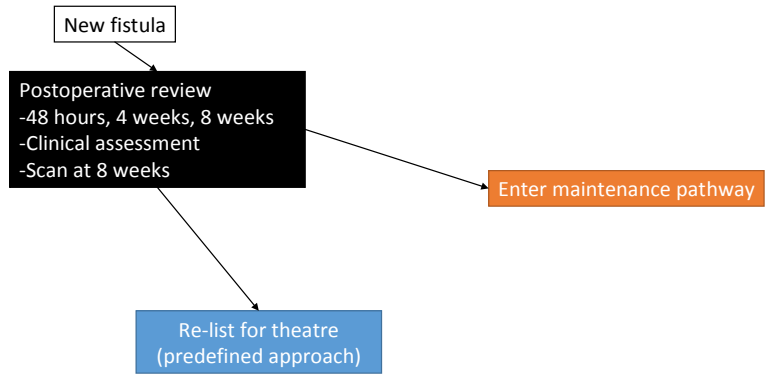 New fistula
Postoperative review
-48 hours, 4 weeks, 8 weeks
-Clinical assessment
-Scan at 8 weeks
Enter maintenance pathway
Re-list for theatre
(predefined approach)